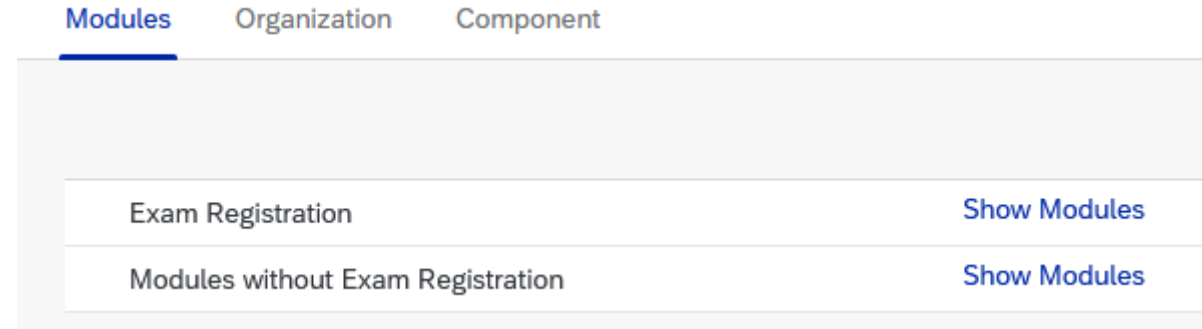 Modules Organization Component
Exam Registration Show Modules
Modules without Exam Registration Show Modules